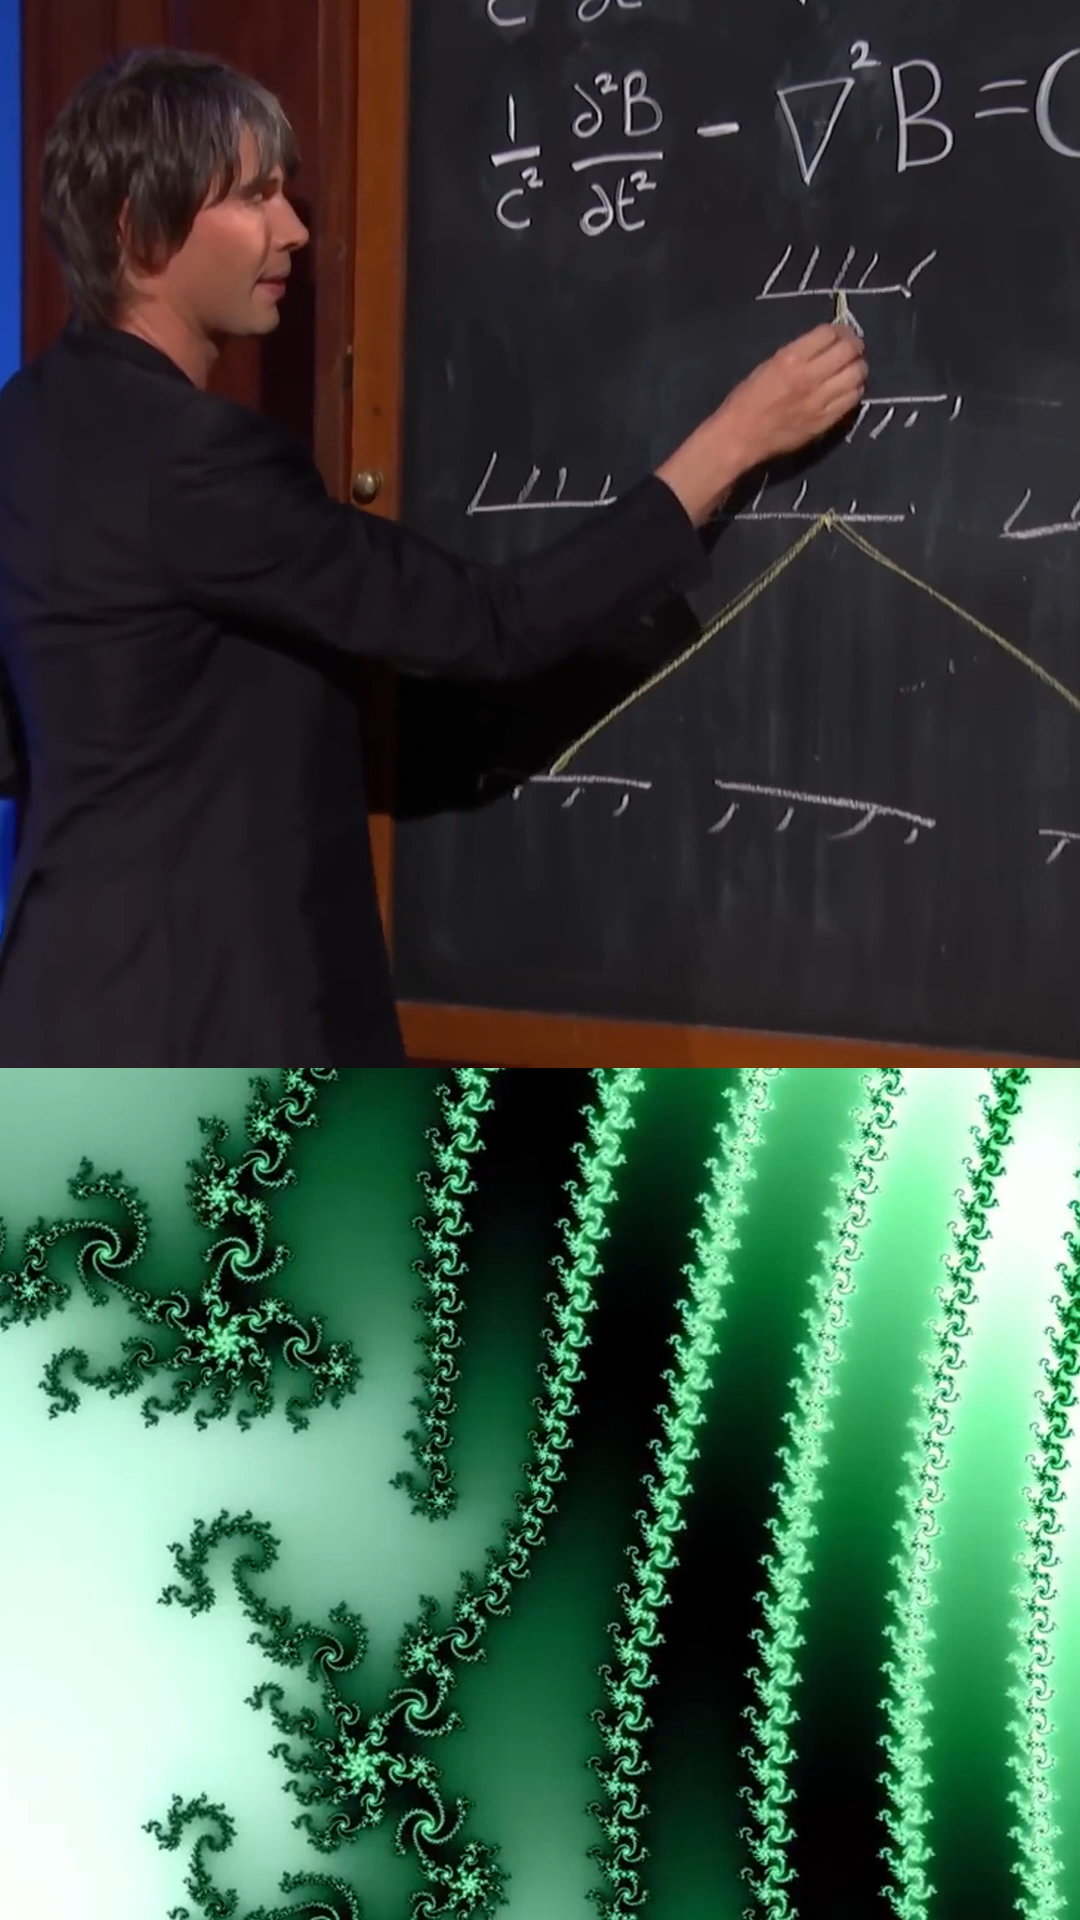 1/c² ∂²B/∂t² - ∇²B =